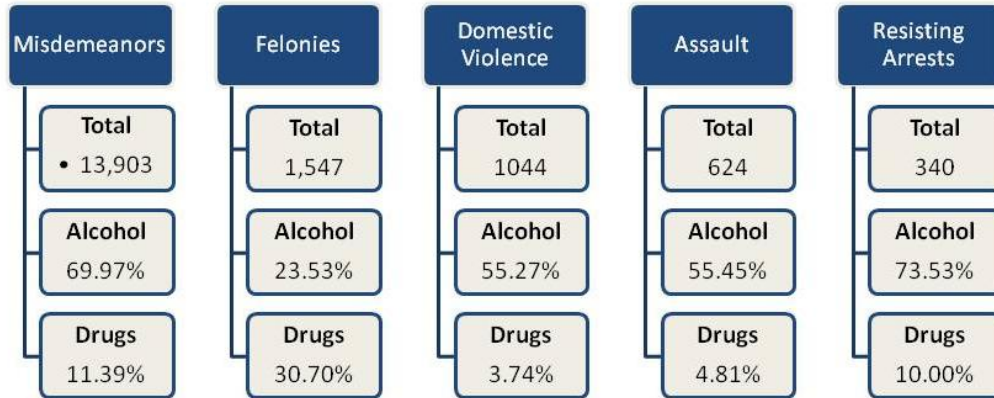 Misdemeanors
Total
• 13,903
Alcohol
69.97%
Drugs
11.39%
Felonies
Total
1,547
Alcohol
23.53%
Drugs
30.70%
Domestic
Violence
Total
1044
Alcohol
55.27%
Drugs
3.74%
Assault
Total
624
Alcohol
55.45%
Drugs
4.81%
Resisting
Arrests
Total
340
Alcohol
73.53%
Drugs
10.00%